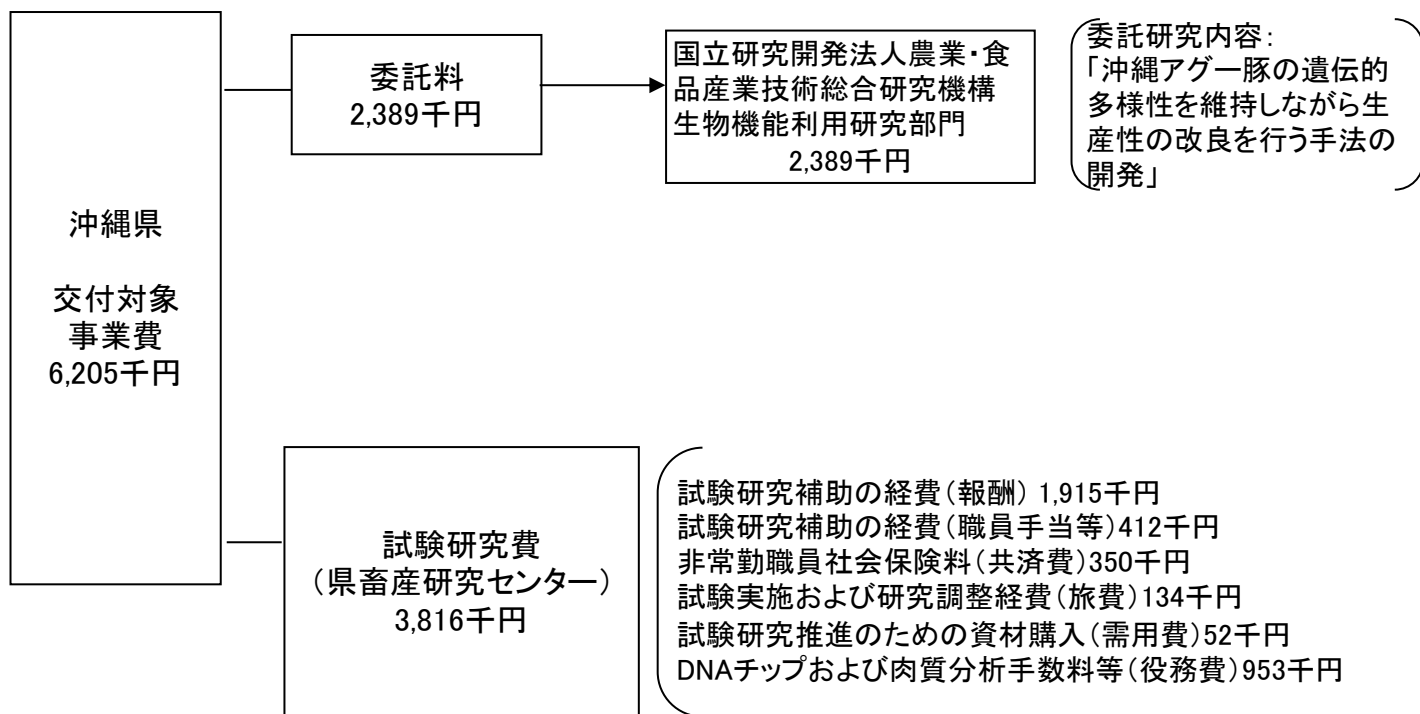 沖縄県
交付対象
事業費
6,205千円
委託料
2,389千円
国立研究開発法人農業・食
品産業技術総合研究機構
生物機能利用研究部門
2,389千円
委託研究内容:
「沖縄アグー豚の遺伝的
多様性を維持しながら生
産性の改良を行う手法の
開発」
試験研究費
（県畜産研究センター）
3,816千円
試験研究補助の経費（報酬） 1,915千円
試験研究補助の経費（職員手当等）412千円
非常勤職員社会保険料（共済費）350千円
試験実施および研究調整経費（旅費）134千円
試験研究推進のための資材購入（需用費）52千円
DNAチップおよび肉質分析手数料等（役務費）953千円